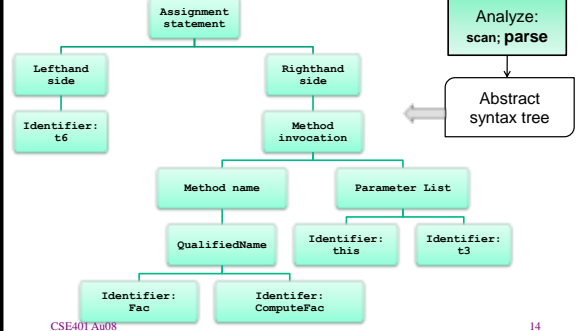 Assignment
statement
Analyze:
scan; parse
Lefthand
side
Righthand
side
Abstract
syntax tree
Identifier:
t6
Method
invocation
Method name
Parameter List
QualifiedName
Identifier:
this
Identifier:
t3
Identifier:
Fac
Identifer:
ComputeFac
CSE401 Au08
14